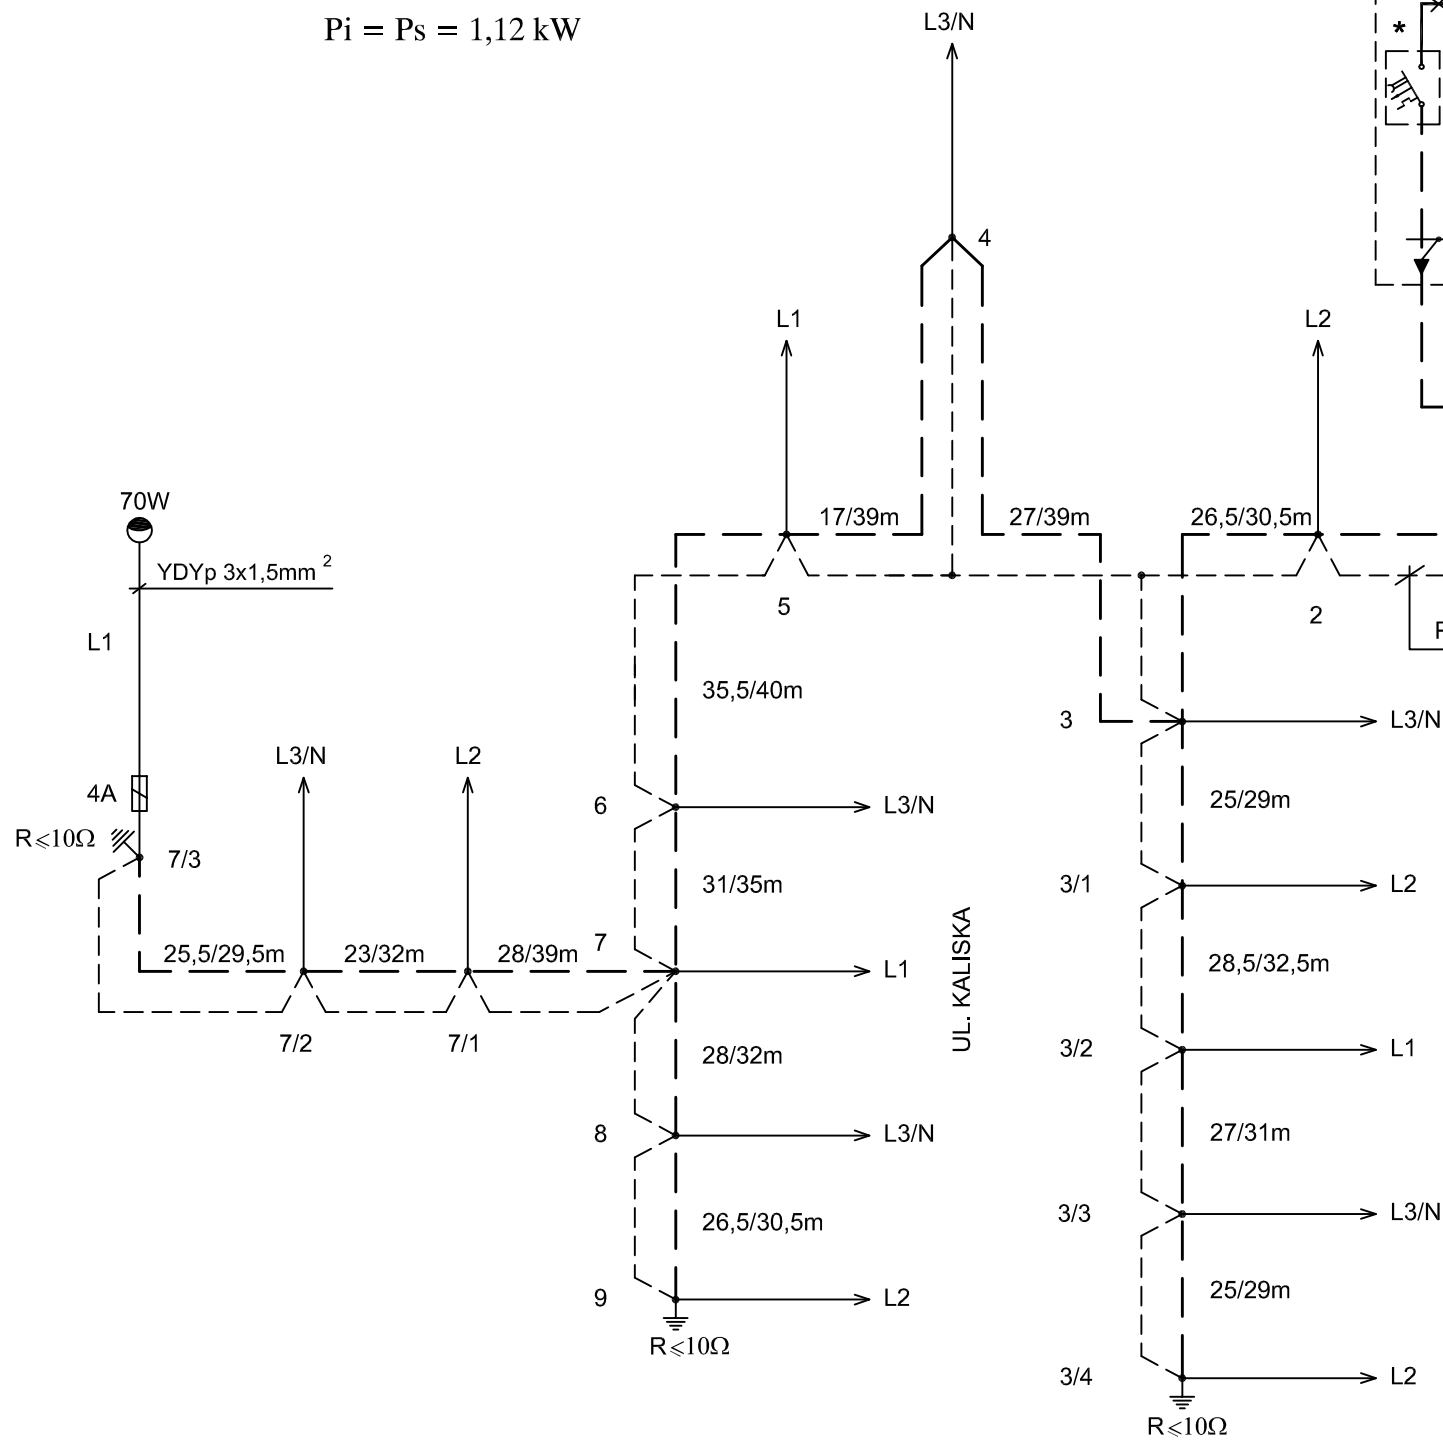 Pi = Ps = 1,12 kW
L3/N
*
4
L1
L2
70W
17/39m
27/39m
26,5/30,5m
YDYp 3x1,5mm 2
5
2
L1
35,5/40m
3
L3/N
L3/N
L2
4A
6
L3/N
25/29m
R⩽10Ω
7/3
31/35m
3/1
L2
25,5/29,5m
23/32m
28/39m
7
L1
UL. KALISKA
28,5/32,5m
7/2
7/1
28/32m
3/2
L1
8
L3/N
27/31m
26,5/30,5m
3/3
L3/N
9
L2
25/29m
R⩽10Ω
3/4
L2
R⩽10Ω